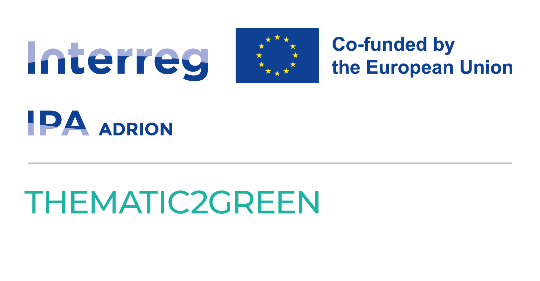 Interreg
Co-funded by
the European Union
IPA ADRION
THEMATIC2GREEN